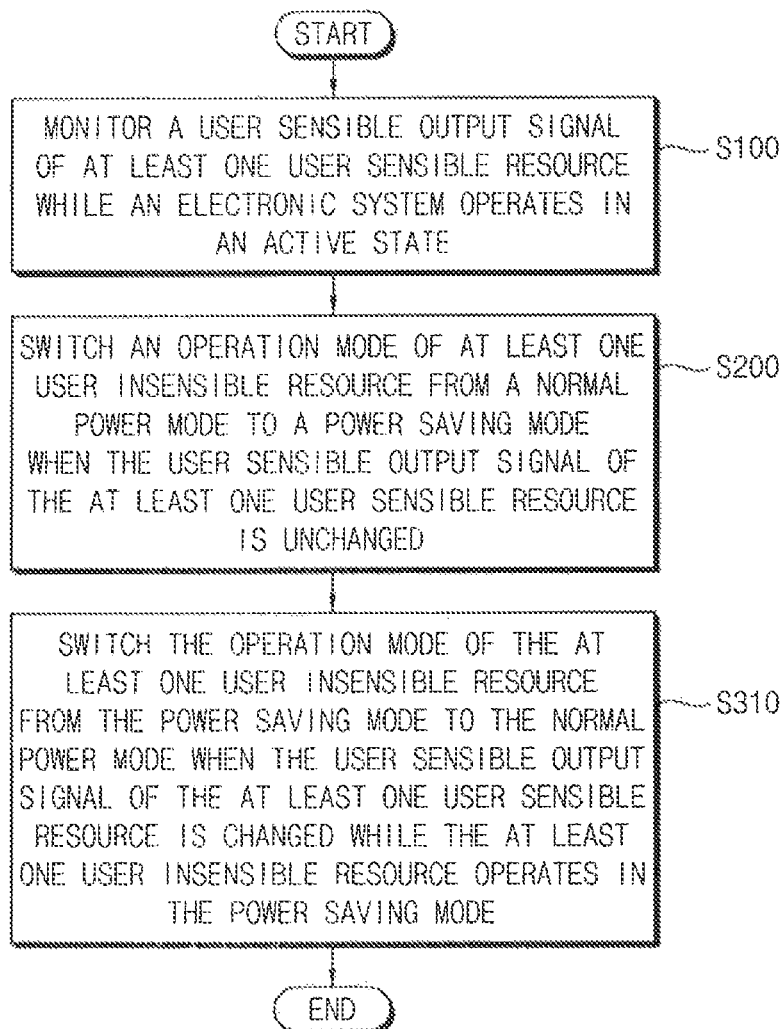 START
MONITOR A USER SENSIBLE OUTPUT SIGNAL
OF AT LEAST ONE USER SENSIBLE RESOURCE
WHILE AN ELECTRONIC SYSTEM OPERATES IN
AN ACTIVE STATE
S100
SWITCH AN OPERATION MODE OF AT LEAST ONE
USER INSENSIBLE RESOURCE FROM A NORMAL
POWER MODE TO A POWER SAVING MODE
WHEN THE USER SENSIBLE OUTPUT SIGNAL OF
THE AT LEAST ONE USER SENSIBLE RESOURCE
IS UNCHANGED
S200
SWITCH THE OPERATION MODE OF THE AT
LEAST ONE USER INSENSIBLE RESOURCE
FROM THE POWER SAVING MODE TO THE NORMAL
POWER MODE WHEN THE USER SENSIBLE OUTPUT
SIGNAL OF THE AT LEAST ONE USER SENSIBLE
RESOURCE IS CHANGED WHILE THE AT LEAST
ONE USER INSENSIBLE RESOURCE OPERATES IN
THE POWER SAVING MODE
S310
END